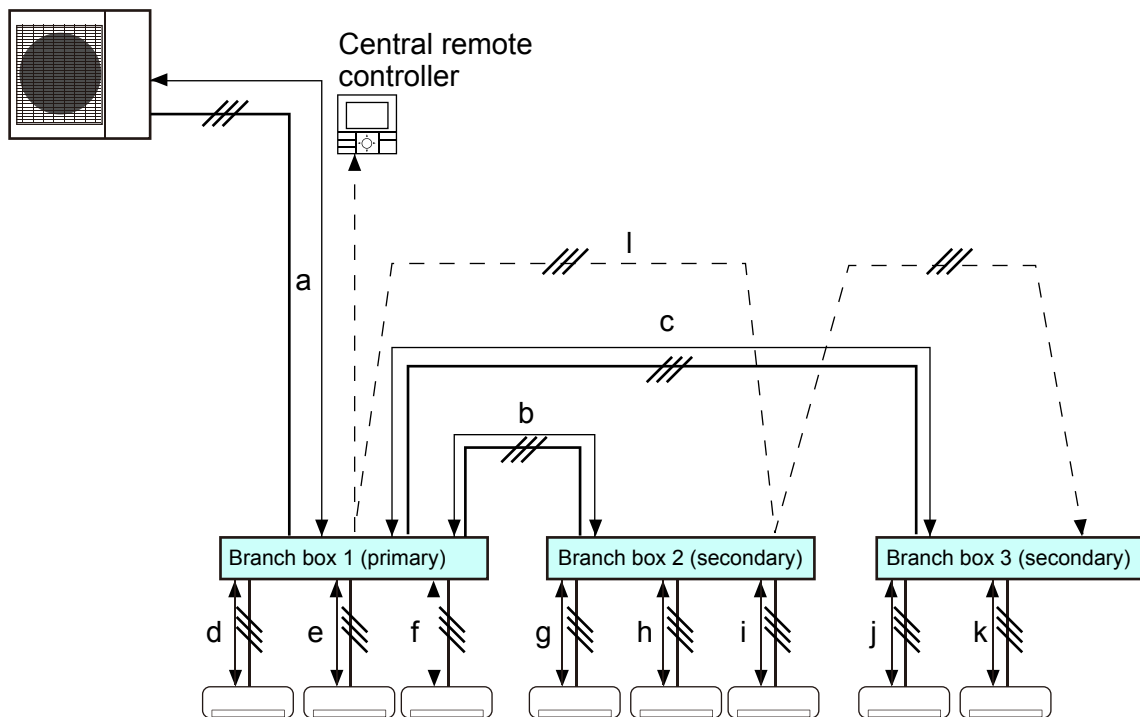 Central remote
controller
a
l
c
b
Branch box 1 (primary)
Branch box 2 (secondary)
Branch box 3 (secondary)
d
e
f
g
h
i
j
k